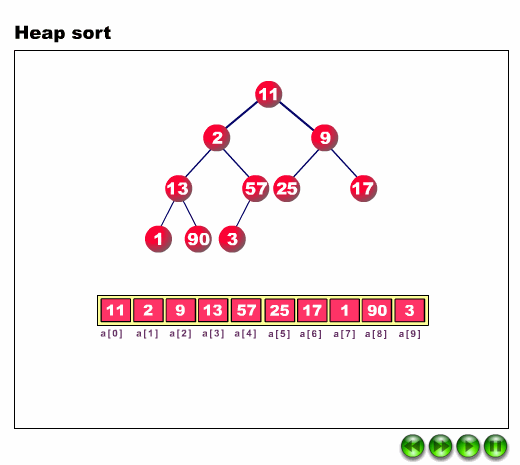 Heap sort
11
2 9
13 57 25 17
1 90 3
11 2 9 13 57 25 17 1 90 3
a[0] a[1] a[2] a[3] a[4] a[5] a[6] a[7] a[8] a[9]